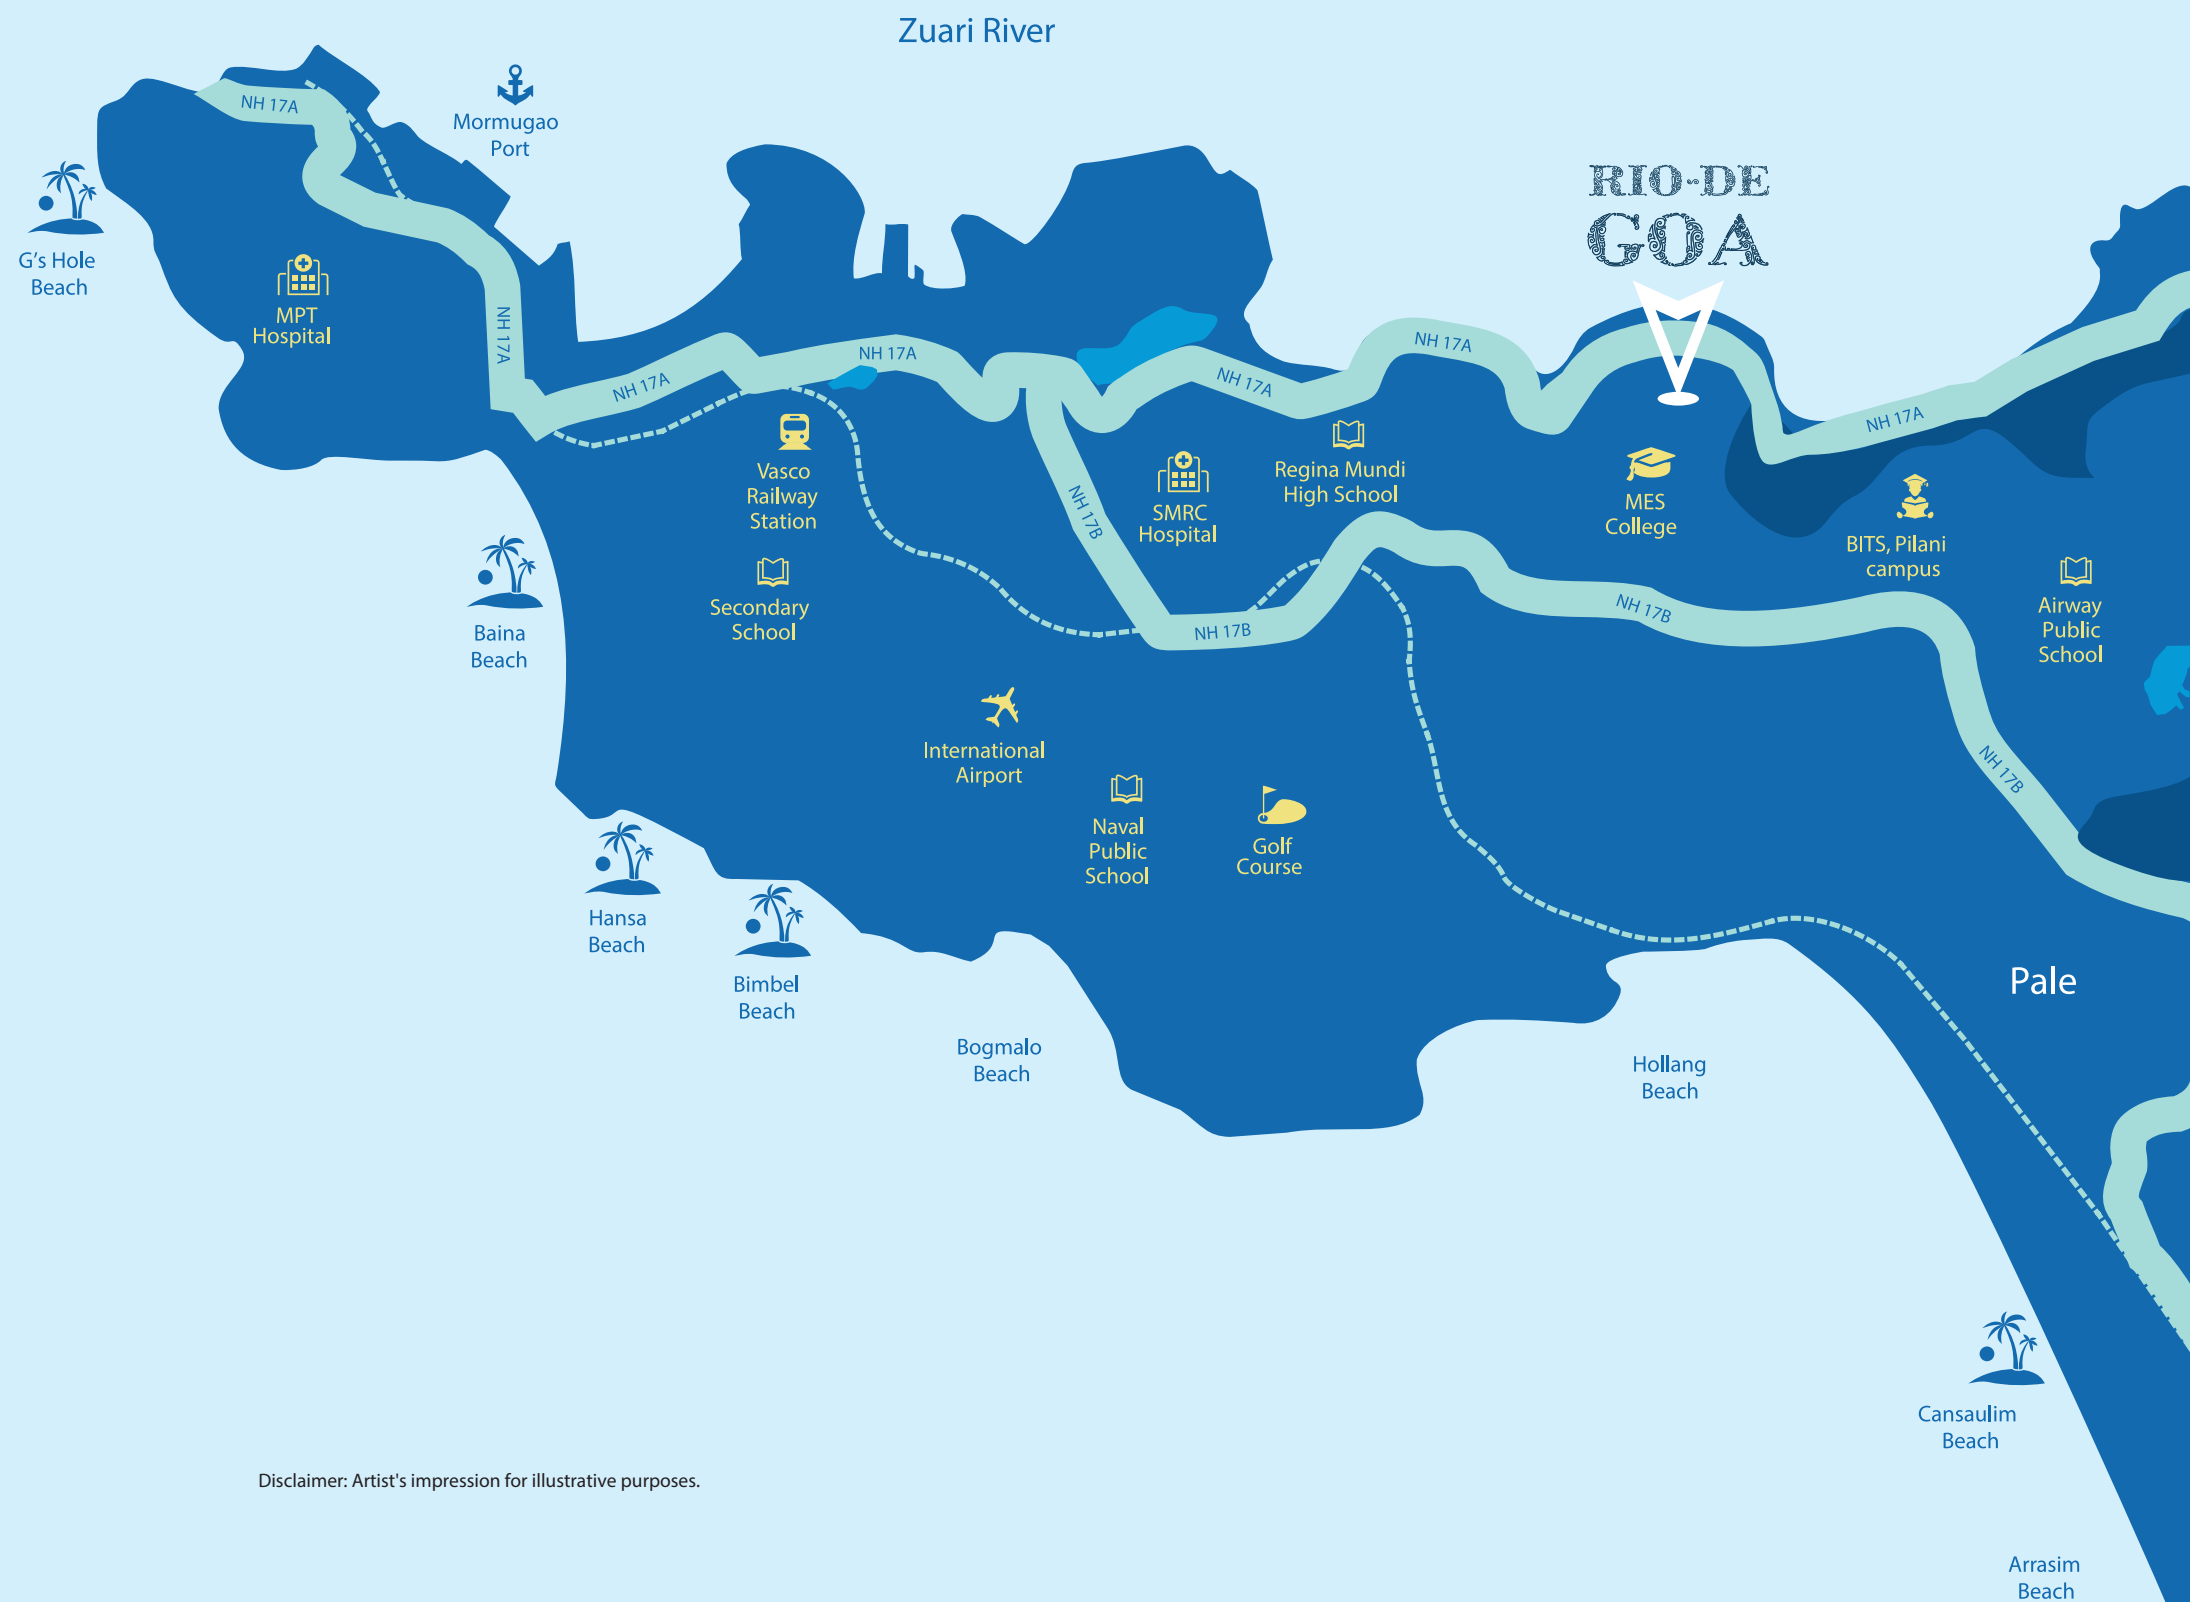 Zuari River
NH 17A
Mormugao
Port
RIO-DE
GOA
G's Hole
Beach
MPT
Hospital
NH 17A
NH 17A
NH 17A
NH 17A
NH 17A
NH 17A
Vasco
Railway
Station
NH 17B
SMRC
Hospital
Regina Mundi
High School
MES
College
BITS, Pilani
campus
Airway
Public
School
Secondary
School
Baina
Beach
NH 17B
NH 17B
NH 17B
International
Airport
Naval
Public
School
Golf
Course
Hansa
Beach
Bimbel
Beach
Pale
Bogmalo
Beach
Hollang
Beach
Cansaulim
Beach
Disclaimer: Artist's impression for illustrative purposes.
Arrasim
Beach